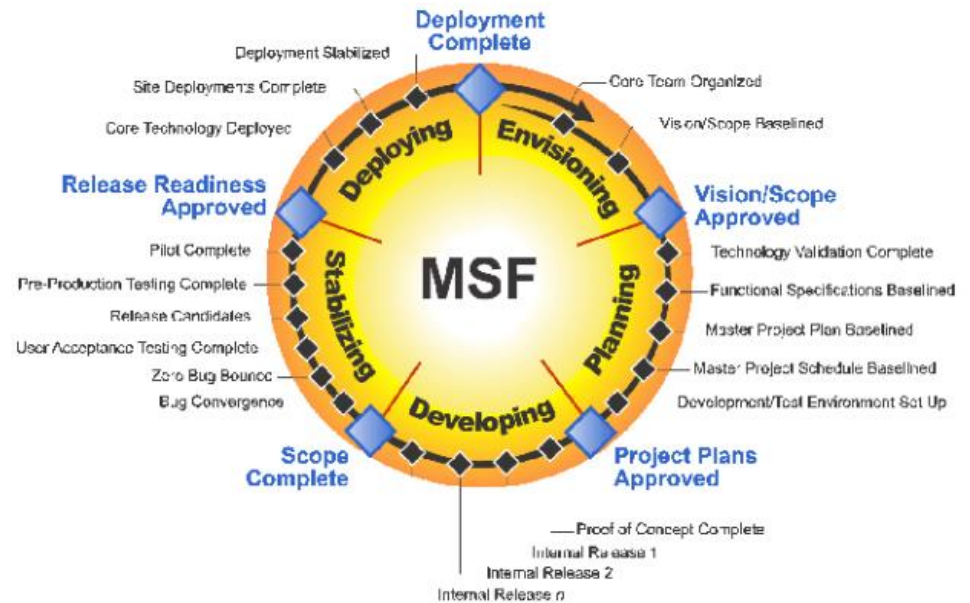 Deployment
Complete
Deployment Stabilized
Site Deployments Complete
Core Technology Deployed
Core Team Organized
Vision/Scope Baselined
Deploying
Envisioning
Release Readiness
Approved
Vision/Scope
Approved
Pilot Complete
Pre-Production Testing Complete
Release Candidates
User Acceptance Testing Complete
Zero Bug Bounce
Bug Convergence
Stabilizing
MSF
Planning
Technology Validation Complete
Functional Specifications Baselined
Master Project Plan Baselined
Master Project Schedule Baselined
Development/Test Environment Set Up
Developing
Scope
Complete
Project Plans
Approved
Proof of Concept Complete
Internal Release 1
Internal Release 2
Internal Release n